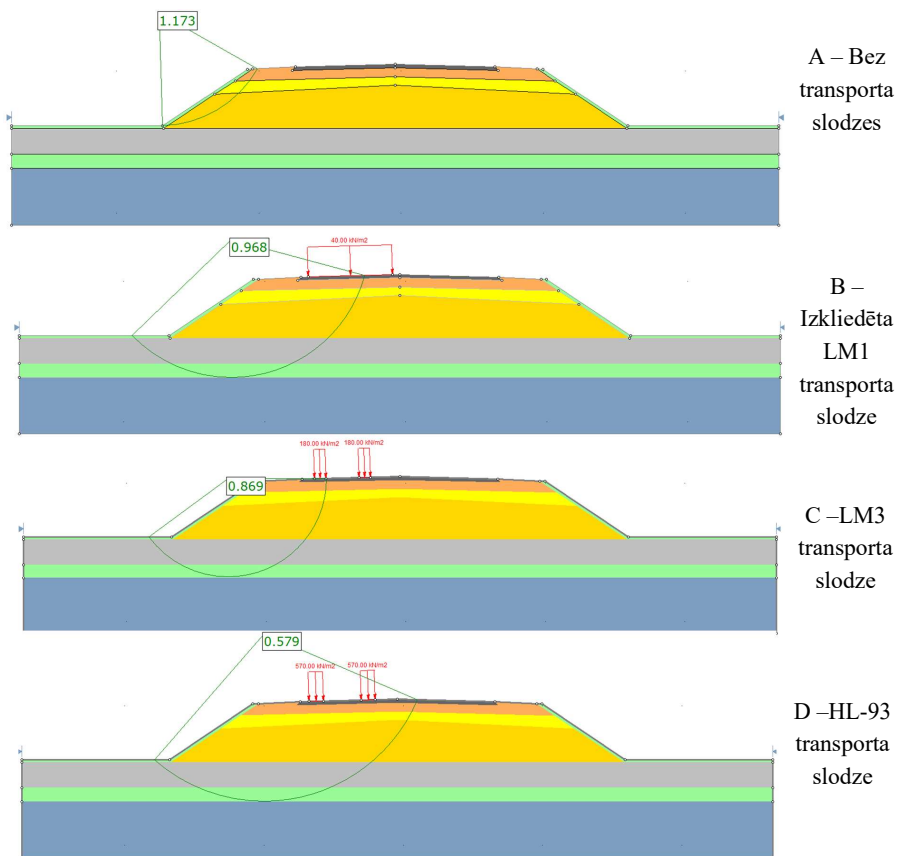 1.173
A – Bez
transporta
slodzes
0.968
40.00 kN/m2
B –
Izkliedēta
LM1
transporta
slodze
0.869
180.00 kN/m2 180.00 kN/m2
C –LM3
transporta
slodze
0.579
570.00 kN/m2 570.00 kN/m2
D –HL-93
transporta
slodze